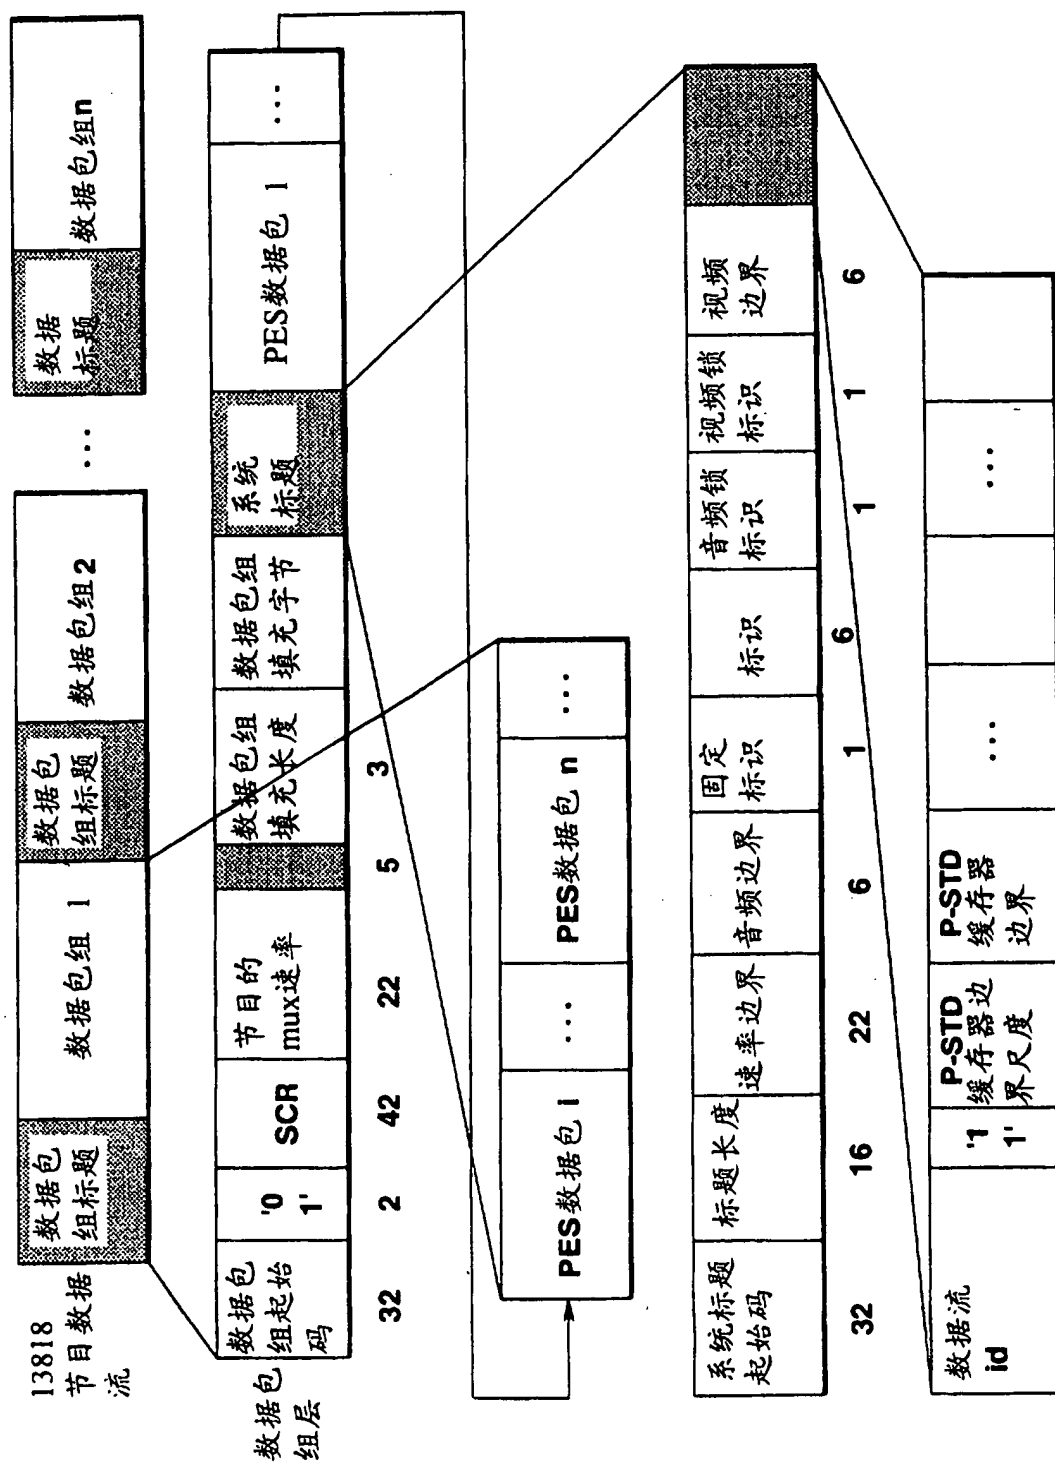 13818
节目数据
流
数据包
组标题
数据包组 1
数据包
组标题
数据包组2
...
数据
标题
数据包组n
数据包
组层
数据包
组起始
码
'0
1'
SCR
节目的
mux速率
数据包组
填充长度
数据包组
填充字节
系统
标题
PES数据包 1
...
32
2
42
22
5
3
PES数据包 i
...
PES数据包 n
...
系统标题
起始码
标题长度
速率边界
音频边界
固定
标识
标识
音频锁
标识
视频锁
标识
视频
边界
32
16
22
6
1
6
1
1
6
数据流
id
'1
1'
P-STD
缓存器边
界尺度
P-STD
缓存器
边界
...
...